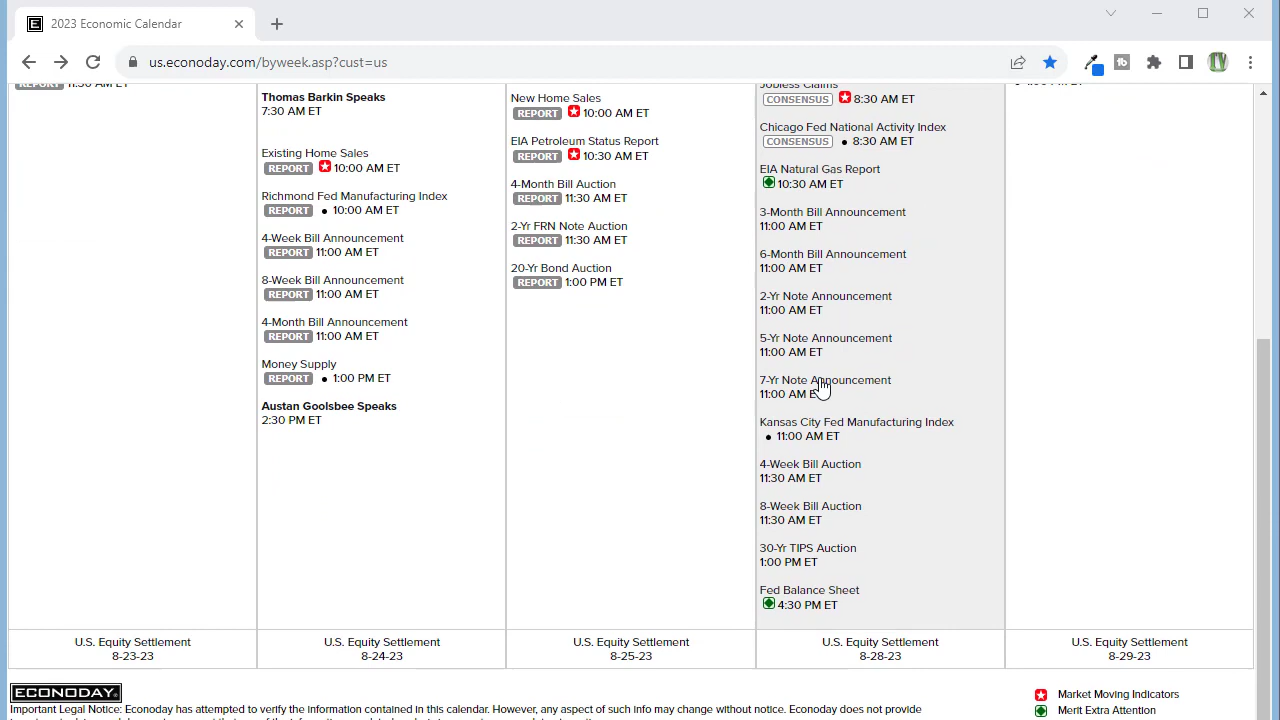 2023 Economic Calendar
us.econoday.com/byweek.asp?cust=us
REPORT 11:30 AM ET
Thomas Barkin Speaks
7:30 AM ET
Existing Home Sales
REPORT 10:00 AM ET
Richmond Fed Manufacturing Index
REPORT • 10:00 AM ET
4-Week Bill Announcement
REPORT 11:00 AM ET
8-Week Bill Announcement
REPORT 11:00 AM ET
4-Month Bill Announcement
REPORT 11:00 AM ET
Money Supply
REPORT • 1:00 PM ET
Austan Goolsbee Speaks
2:30 PM ET
New Home Sales
REPORT 10:00 AM ET
EIA Petroleum Status Report
REPORT 10:30 AM ET
4-Month Bill Auction
REPORT 11:30 AM ET
2-Yr FRN Note Auction
REPORT 11:30 AM ET
20-Yr Bond Auction
REPORT 1:00 PM ET
Jobless Claims
CONSENSUS 8:30 AM ET
Chicago Fed National Activity Index
CONSENSUS • 8:30 AM ET
EIA Natural Gas Report
10:30 AM ET
3-Month Bill Announcement
11:00 AM ET
6-Month Bill Announcement
11:00 AM ET
2-Yr Note Announcement
11:00 AM ET
5-Yr Note Announcement
11:00 AM ET
7-Yr Note Announcement
11:00 AM ET
Kansas City Fed Manufacturing Index
• 11:00 AM ET
4-Week Bill Auction
11:30 AM ET
8-Week Bill Auction
11:30 AM ET
30-Yr TIPS Auction
1:00 PM ET
Fed Balance Sheet
4:30 PM ET
U.S. Equity Settlement
8-23-23
U.S. Equity Settlement
8-24-23
U.S. Equity Settlement
8-25-23
U.S. Equity Settlement
8-28-23
U.S. Equity Settlement
8-29-23
ECONODAY
Important Legal Notice: Econoday has attempted to verify the information contained in this calendar. However, any aspect of such info may change without notice. Econoday does not provide
Market Moving Indicators
Merit Extra Attention